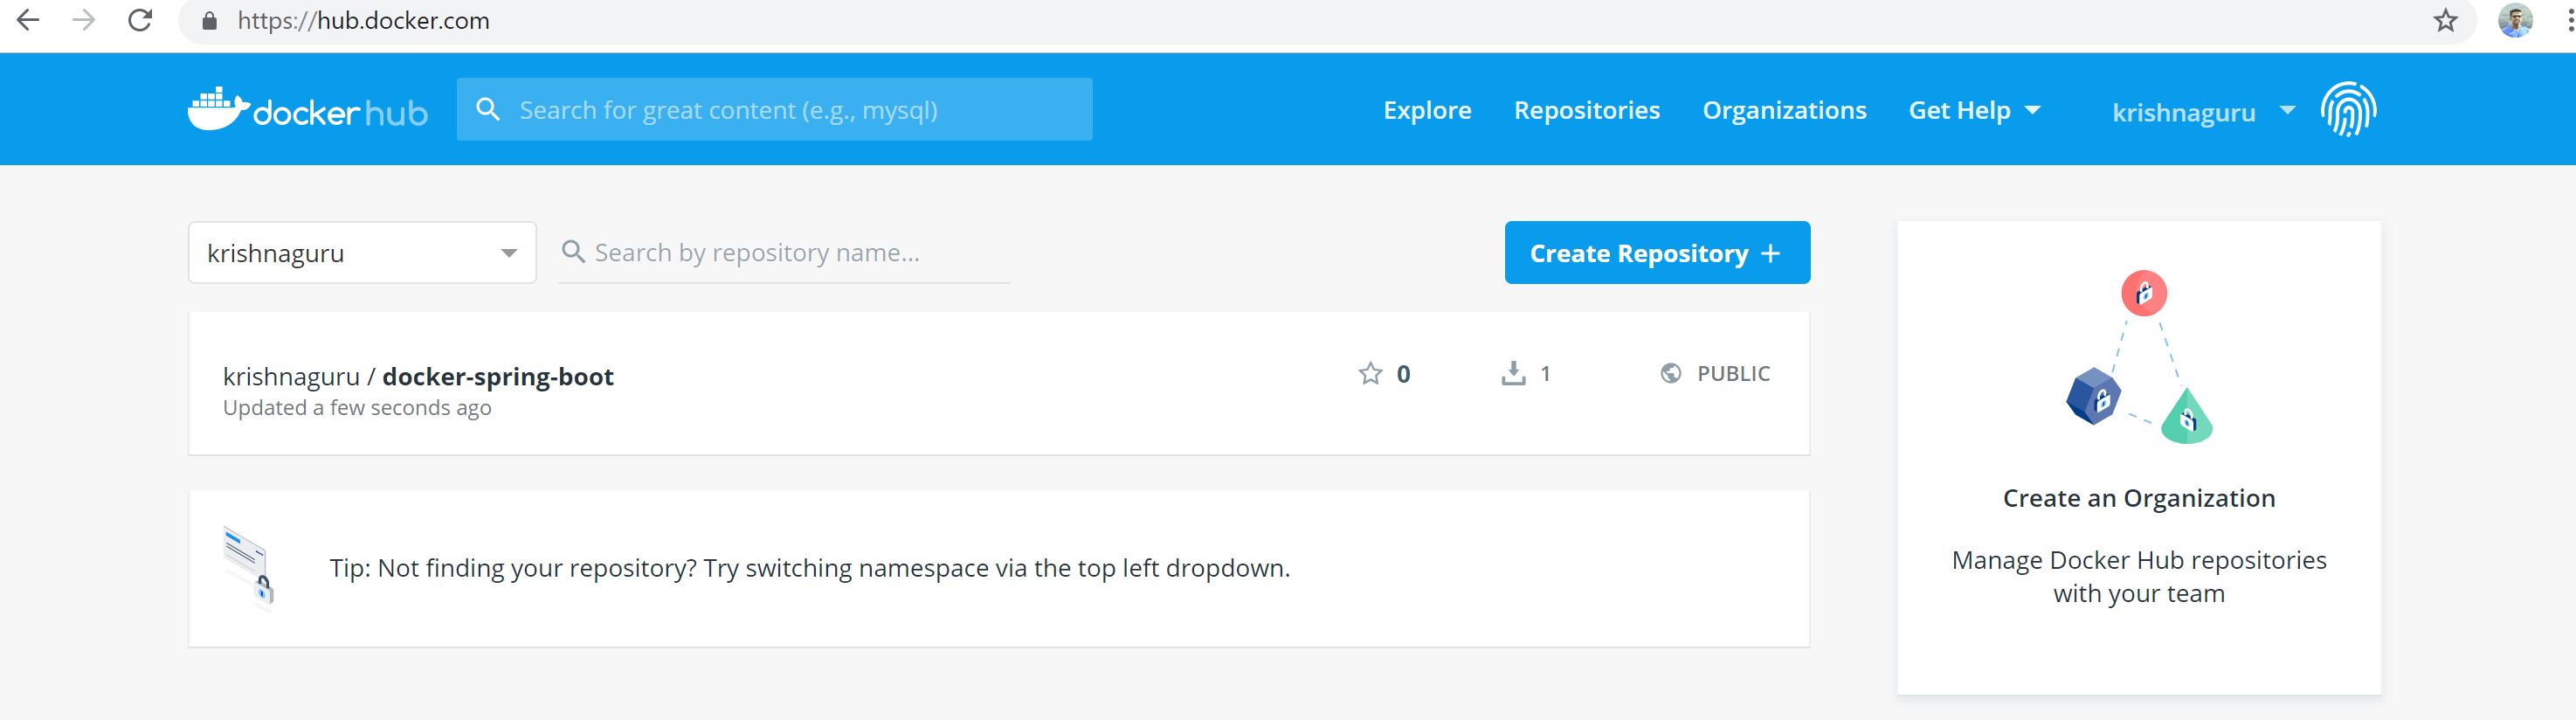 https://hub.docker.com
docker hub
Search for great content (e.g., mysql)
Explore
Repositories
Organizations
Get Help
krishnaguru
krishnaguru
Search by repository name...
Create Repository +
krishnaguru / docker-spring-boot
0
1
PUBLIC
Updated a few seconds ago
Tip: Not finding your repository? Try switching namespace via the top left dropdown.
Create an Organization
Manage Docker Hub repositories
with your team